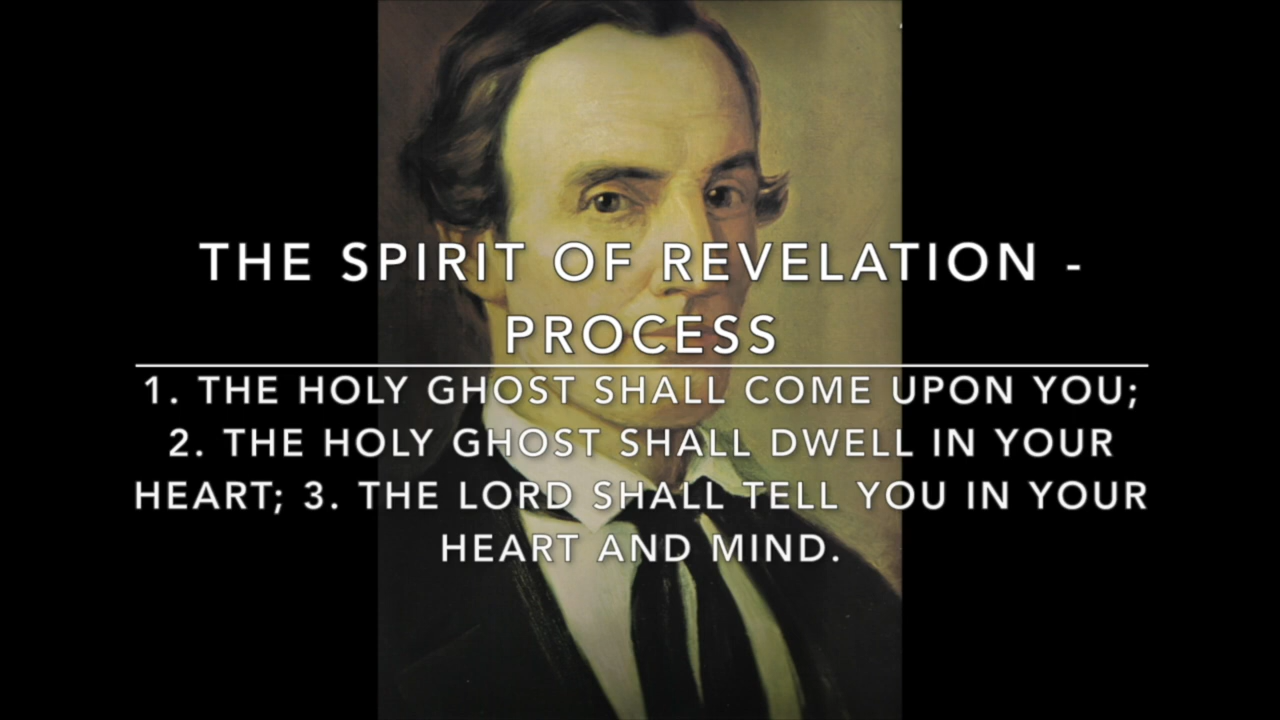 THE SPIRIT OF REVELATION -
PROCESS
1. THE HOLY GHOST SHALL COME UPON YOU;
2. THE HOLY GHOST SHALL DWELL IN YOUR
HEART; 3. THE LORD SHALL TELL YOU IN YOUR
HEART AND MIND.